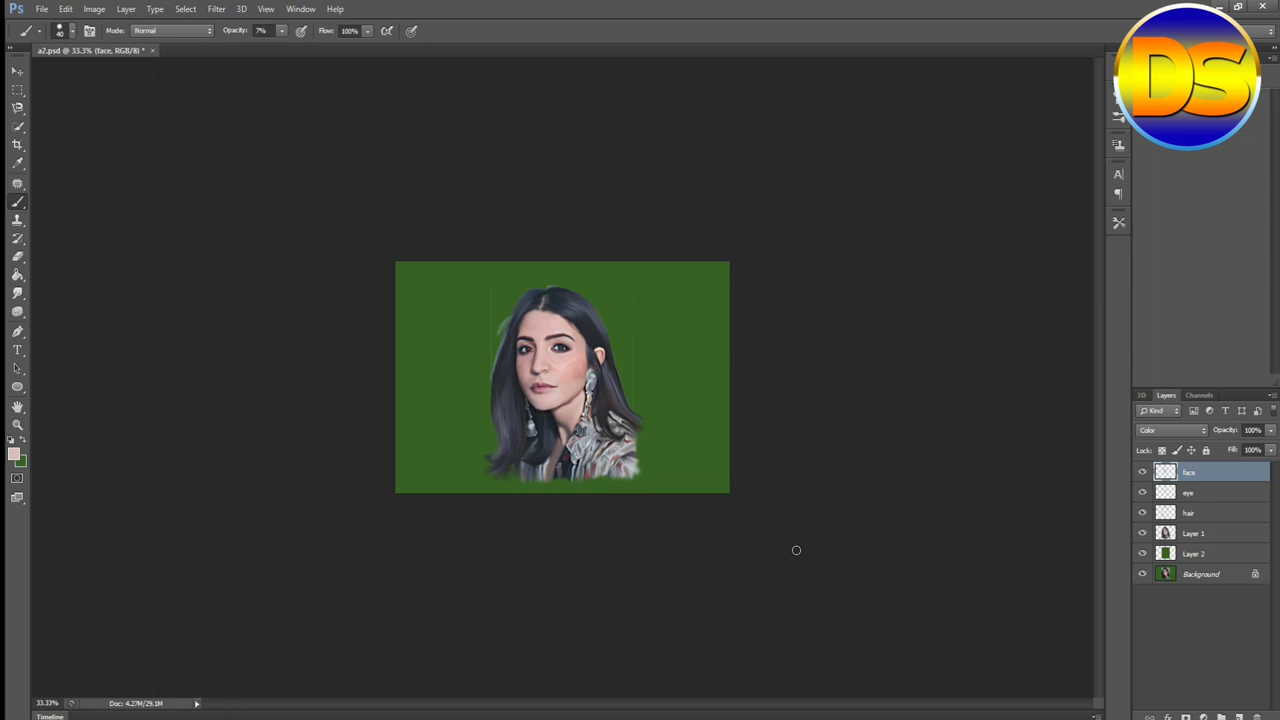 Ps File Edit Image Layer Type Select Filter 3D View Window Help
40 Mode: Normal Opacity: 7% Flow: 100%
a2.psd @ 33.3% (face, RGB/8) *
DS
3D Layers Channels
Kind
Color Opacity: 100%
Lock: Fill: 100%
face
eye
hair
Layer 1
Layer 2
Background
33.33% Doc: 4.27M/29.1M
Timeline